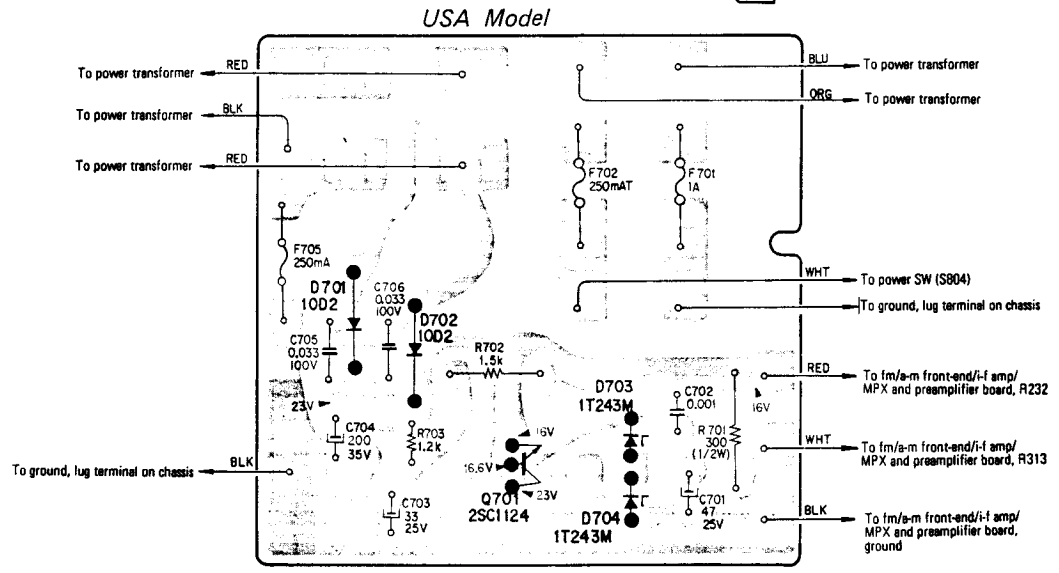 USA Model
To power transformer
RED
BLU
To power transformer
ORG
To power transformer
To power transformer
BLK
To power transformer
RED
F702
250mAT
F701
1A
F705
250mA
D701
10D2
C706
0.033
100V
D702
10D2
WHT
To power SW (S804)
To ground, lug terminal on chassis
C705
0.033
100V
R702
1.5k
D703
1T243M
C702
0.001
RED
To fm/a-m front-end/i-f amp/
MPX and preamplifier board, R232
23V
16V
C704
200
35V
R703
1.2k
16V
R701
300
(1/2W)
WHT
To fm/a-m front-end/i-f amp/
MPX and preamplifier board, R313
To ground, lug terminal on chassis
BLK
16.6V
23V
Q701
2SC1124
C703
33
25V
D704
1T243M
C701
47
25V
BLK
To fm/a-m front-end/i-f amp/
MPX and preamplifier board,
ground